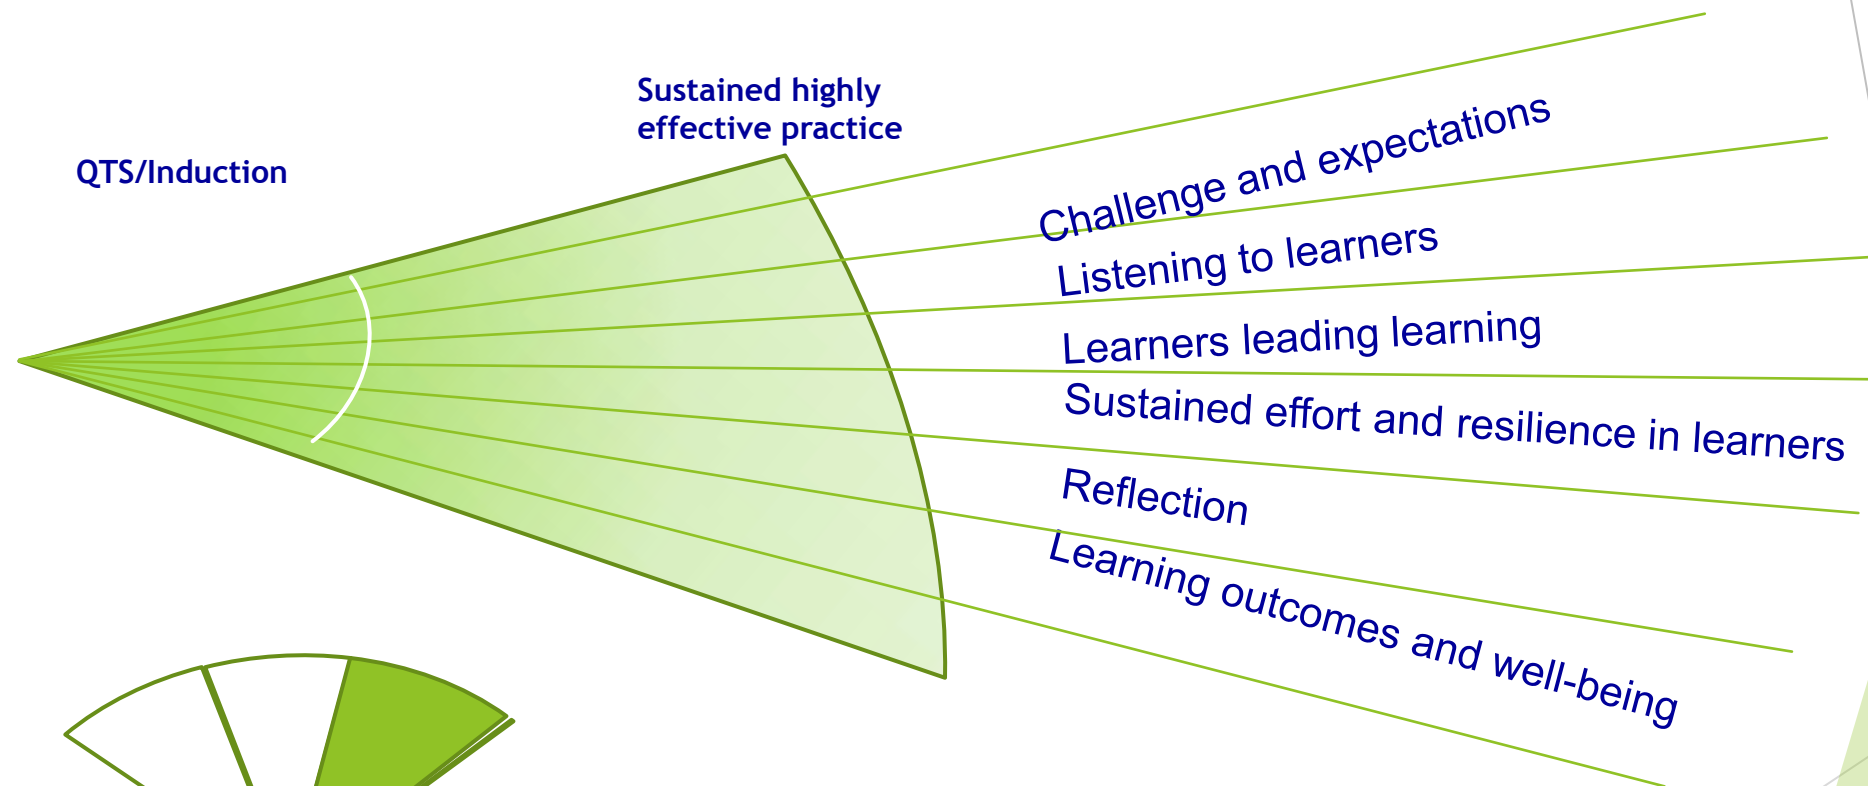 Sustained highly
effective practice
QTS/Induction
Challenge and expectations
Listening to learners
Learners leading learning
Sustained effort and resilience in learners
Reflection
Learning outcomes and well-being